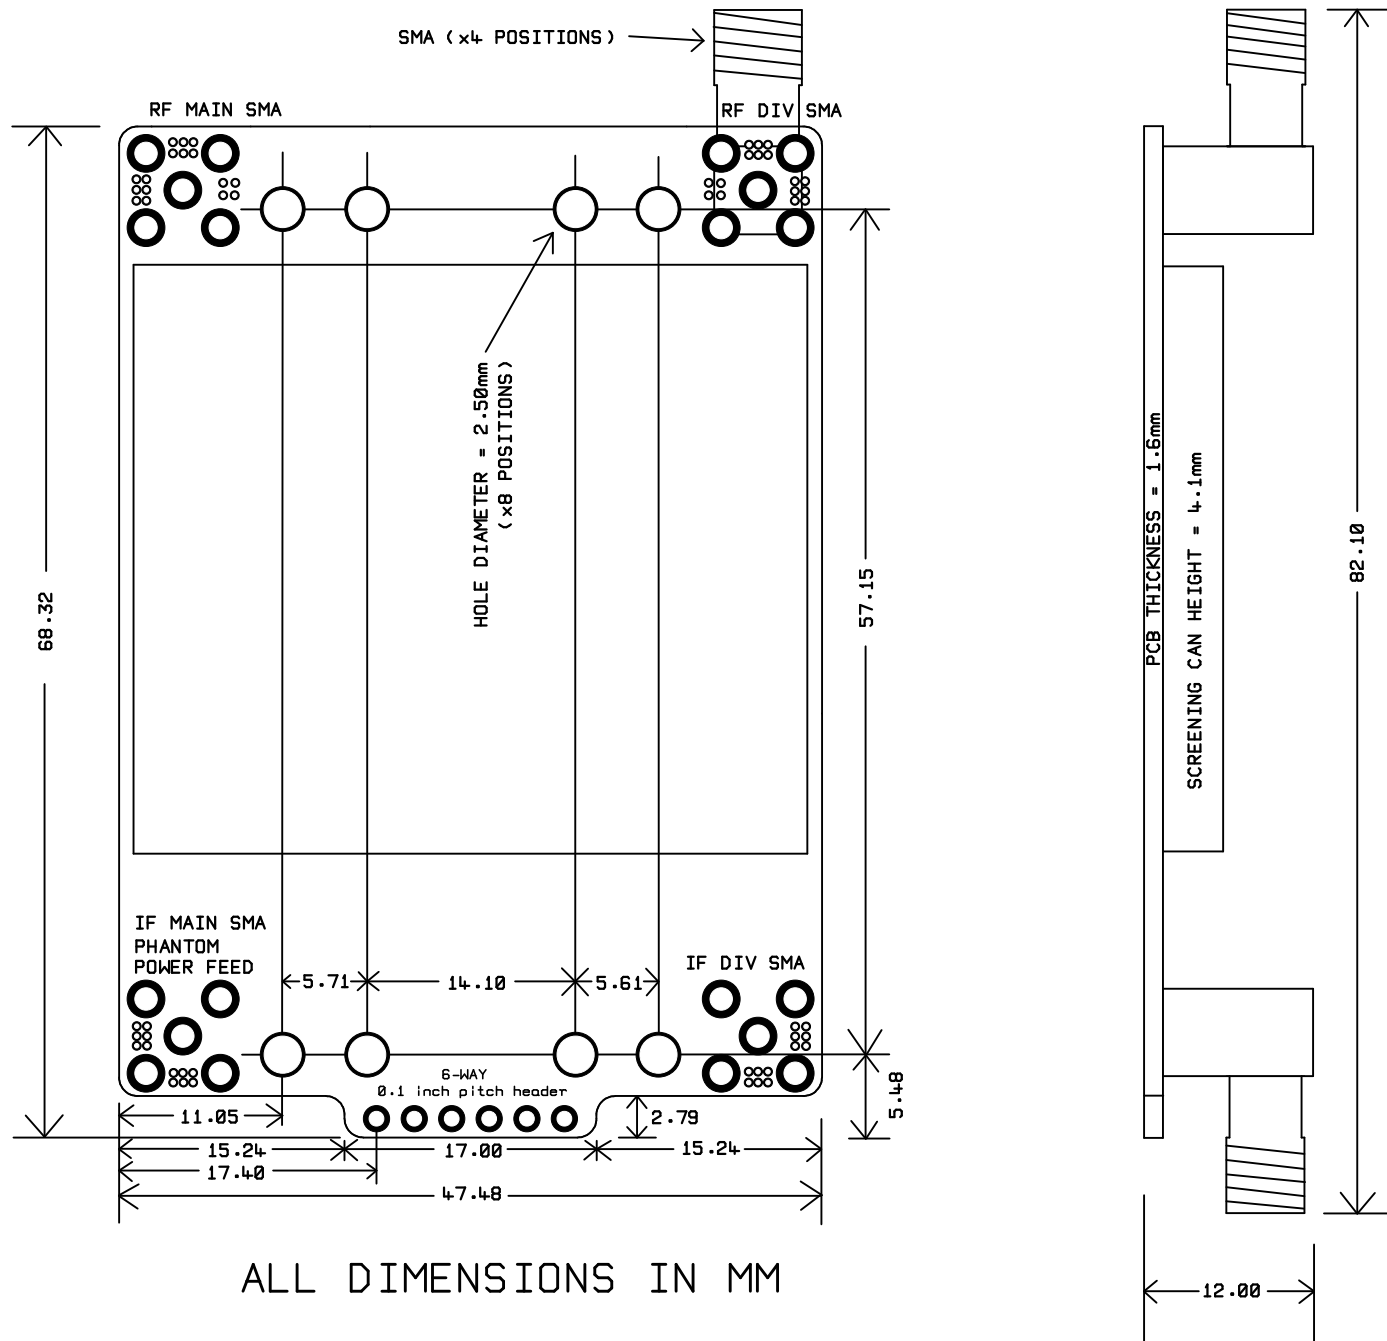 SMA (x4 POSITIONS)
RF MAIN SMA
RF DIV SMA
HOLE DIAMETER = 2.50mm
(x8 POSITIONS)
68.32
57.15
PCB THICKNESS = 1.6mm
SCREENING CAN HEIGHT = 4.1mm
82.10
IF MAIN SMA
PHANTOM
POWER FEED
IF DIV SMA
5.71
14.10
5.61
6-WAY
0.1 inch pitch header
5.48
11.05
2.79
15.24
17.00
15.24
17.40
47.48
ALL DIMENSIONS IN MM
12.00